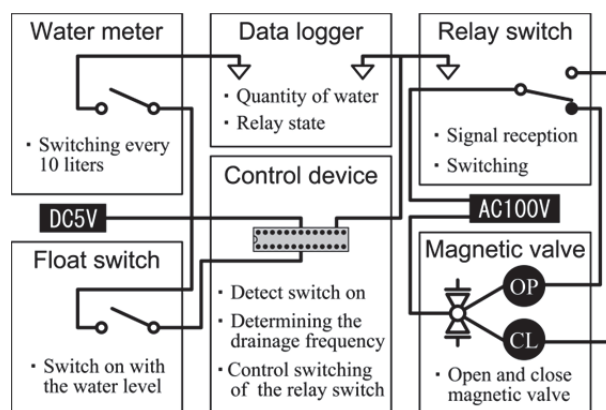 Water meter
・Switching every
10 liters
Data logger
・Quantity of water
・Relay state
Relay switch
・Signal reception
・Switching
DC5V
Control device
・Detect switch on
・Determining the
drainage frequency
・Control switching
of the relay switch
AC100V
Float switch
・Switch on with
the water level
Magnetic valve
OP
CL
・Open and close
magnetic valve